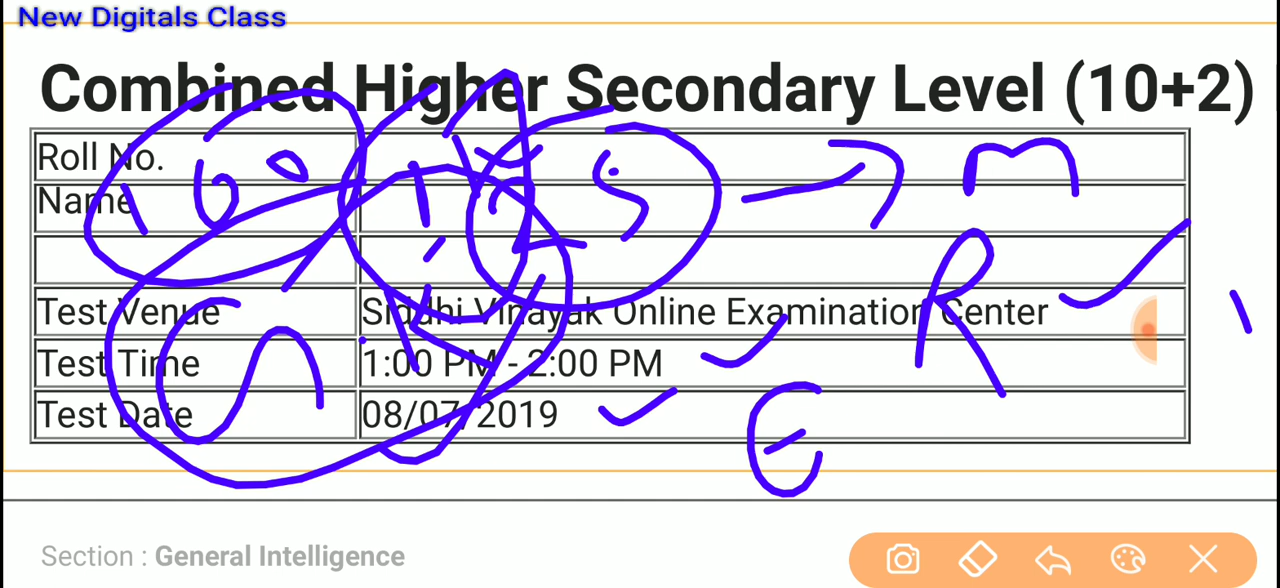 New Digitals Class
Combined Higher Secondary Level (10+2)
Roll No.
Name
Test Venue Siddhi Vinayak Online Examination Center
Test Time 1:00 PM - 2:00 PM
Test Date 08/07/2019
m
R
E
Section : General Intelligence